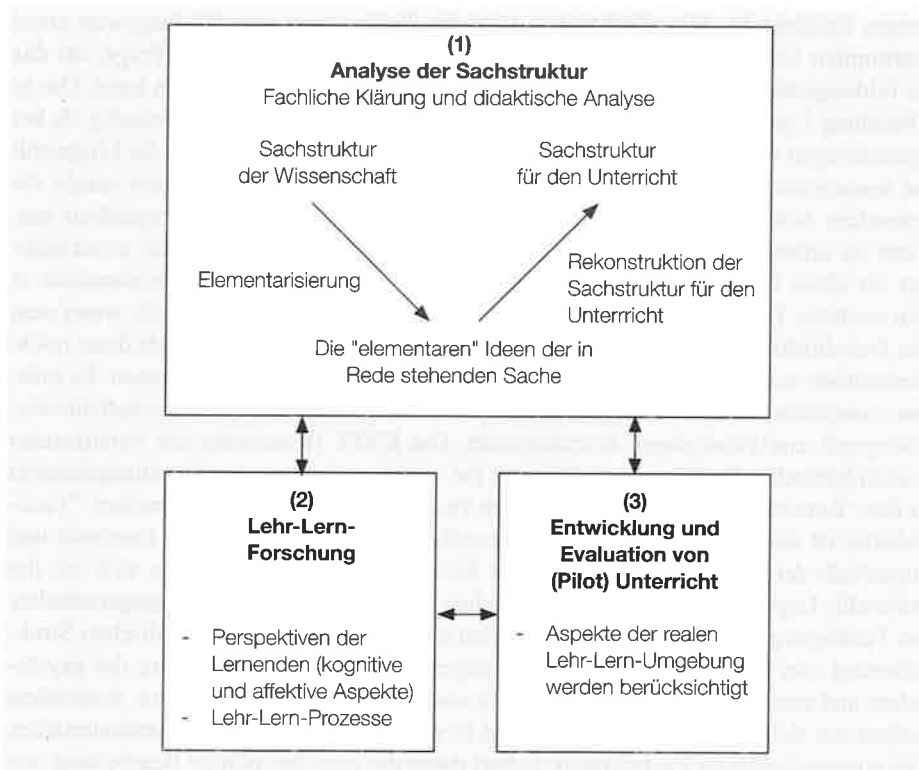 (1)
Analyse der Sachstruktur
Fachliche Klärung und didaktische Analyse
Sachstruktur
der Wissenschaft
Sachstruktur
für den Unterricht
Elementarisierung
Rekonstruktion der
Sachstruktur für den
Unterrricht
Die "elementaren" Ideen der in
Rede stehenden Sache
(2)
Lehr-Lern-
Forschung
- Perspektiven der
Lernenden (kognitive
und affektive Aspekte)
- Lehr-Lern-Prozesse
(3)
Entwicklung und
Evaluation von
(Pilot) Unterricht
- Aspekte der realen
Lehr-Lern-Umgebung
werden berücksichtigt